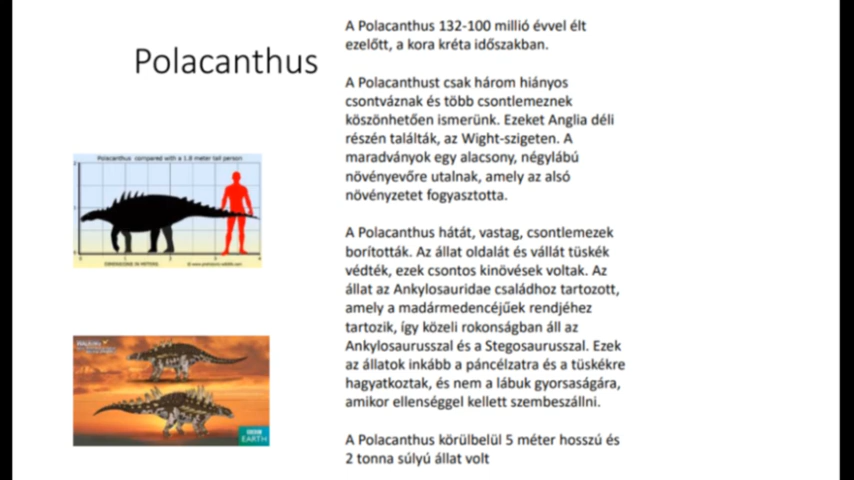 Polacanthus
A Polacanthus 132-100 millió évvel élt
ezelőtt, a kora kréta időszakban.
A Polacanthust csak három hiányos
csontváznak és több csontlemeznek
köszönhetően ismerünk. Ezeket Anglia déli
részén találták, az Wight-szigeten. A
maradványok egy alacsony, négylábú
növényevőre utalnak, amely az alsó
növényzetet fogyasztotta.
A Polacanthus hátát, vastag, csontlemezek
borították. Az állat oldalát és vállát tüskék
védték, ezek csontos kinövések voltak. Az
állat az Ankylosauridae családhoz tartozott,
amely a madármedencéjűek rendjéhez
tartozik, így közeli rokonságban áll az
Ankylosaurusszal és a Stegosaurusszal. Ezek
az állatok inkább a páncélzatra és a tüskékre
hagyatkoztak, és nem a lábuk gyorsaságára,
amikor ellenséggel kellett szembeszállni.
A Polacanthus körülbelül 5 méter hosszú és
2 tonna súlyú állat volt
Polacanthus compared with a 1.8 meter tall person
DIMENSIONS IN METERS
BBC
EARTH